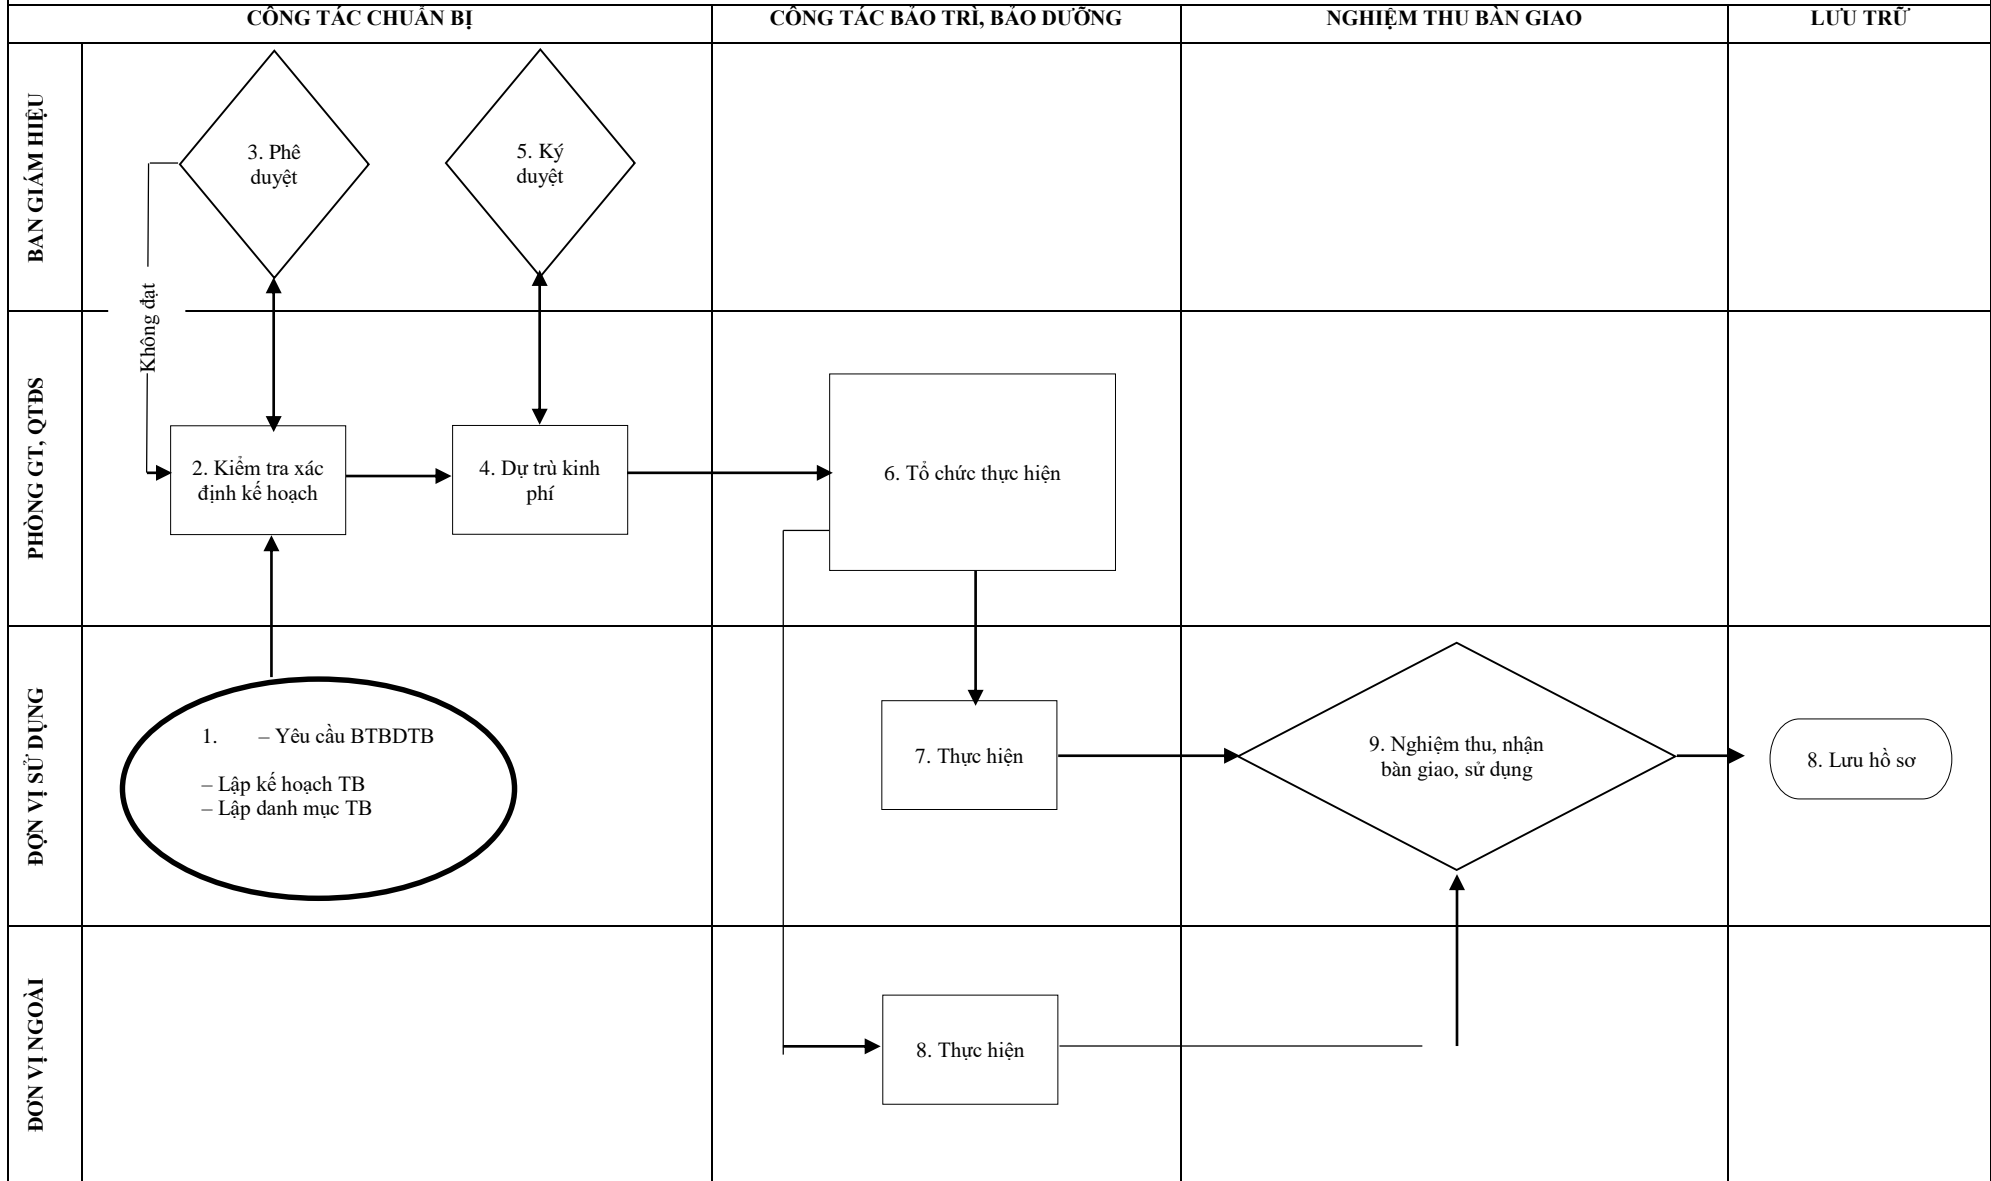 CÔNG TÁC CHUẨN BỊ
CÔNG TÁC BẢO TRÌ, BẢO DƯỠNG
NGHIỆM THU BÀN GIAO
LƯU TRỮ
BAN GIÁM HIỆU
3. Phê
duyệt
5. Ký
duyệt
Không đạt
PHÒNG GT, QTĐS
2. Kiểm tra xác
định kế hoạch
4. Dự trù kinh
phí
6. Tổ chức thực hiện
ĐỢN VỊ SỬ DỤNG
1. – Yêu cầu BTBDTB
– Lập kế hoạch TB
– Lập danh mục TB
7. Thực hiện
9. Nghiệm thu, nhận
bàn giao, sử dụng
8. Lưu hồ sơ
ĐƠN VỊ NGOÀI
8. Thực hiện